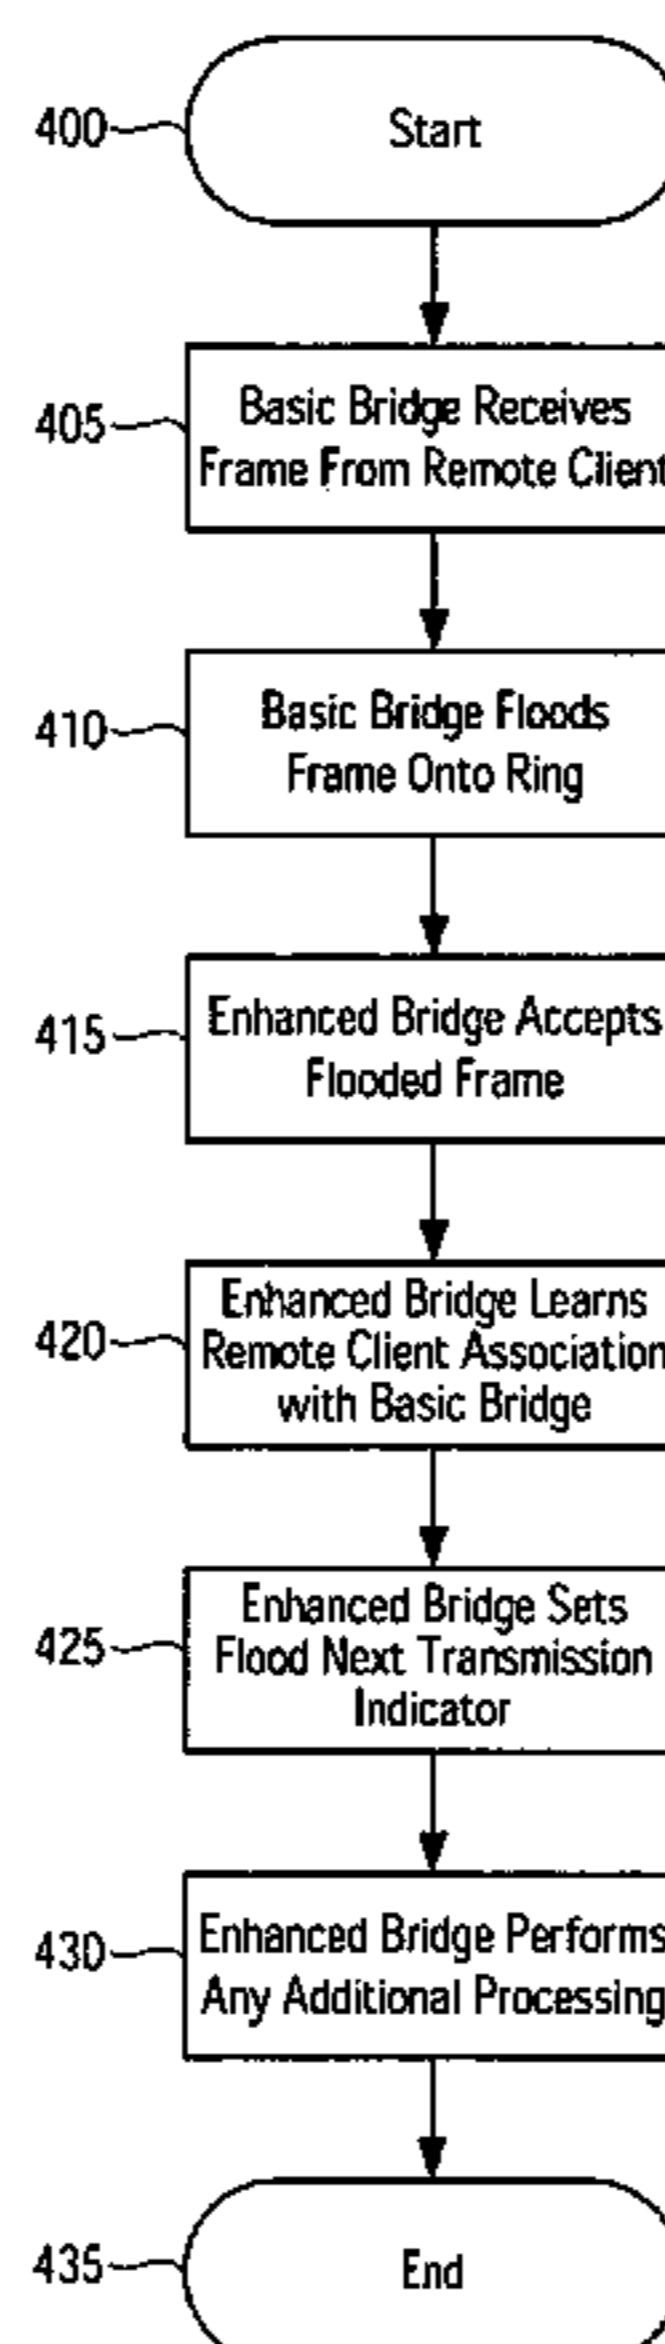 400
Start
405
Basic Bridge Receives
Frame From Remote Client
410
Basic Bridge Floods
Frame Onto Ring
415
Enhanced Bridge Accepts
Flooded Frame
420
Enhanced Bridge Learns
Remote Client Association
with Basic Bridge
425
Enhanced Bridge Sets
Flood Next Transmission
Indicator
430
Enhanced Bridge Performs
Any Additional Processing
435
End